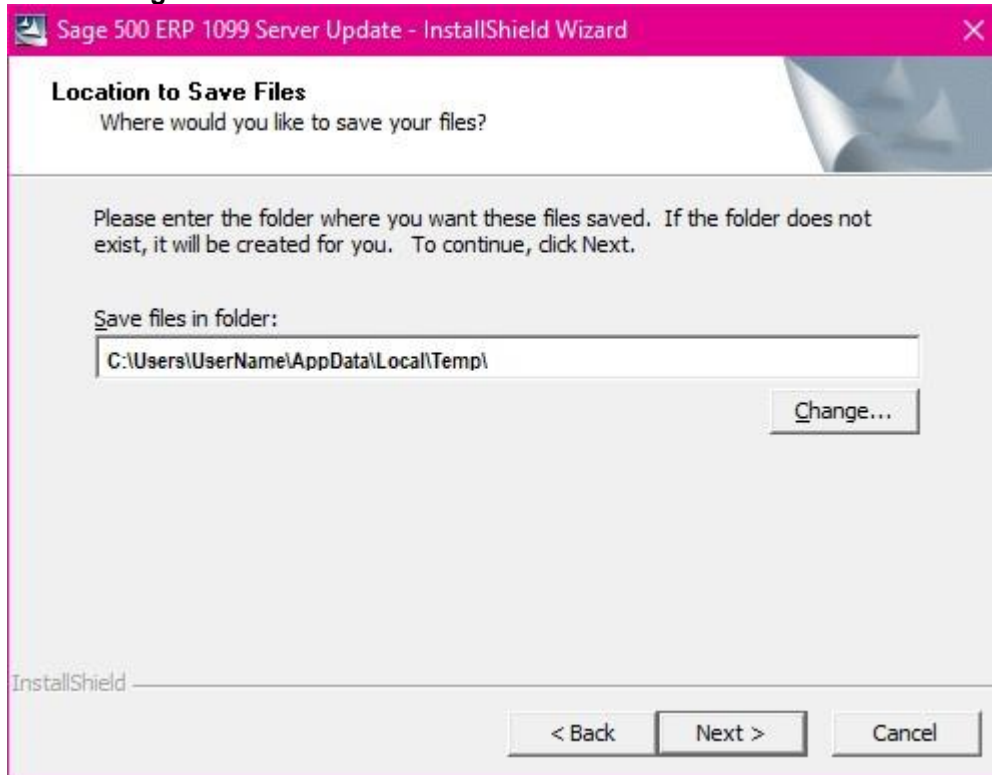 Sage 500 ERP 1099 Server Update - InstallShield Wizard
Location to Save Files
Where would you like to save your files?
Please enter the folder where you want these files saved. If the folder does not
exist, it will be created for you. To continue, click Next.
Save files in folder:
C:\Users\UserName\AppData\Local\Temp\
Change...
InstallShield
< Back
Next >
Cancel